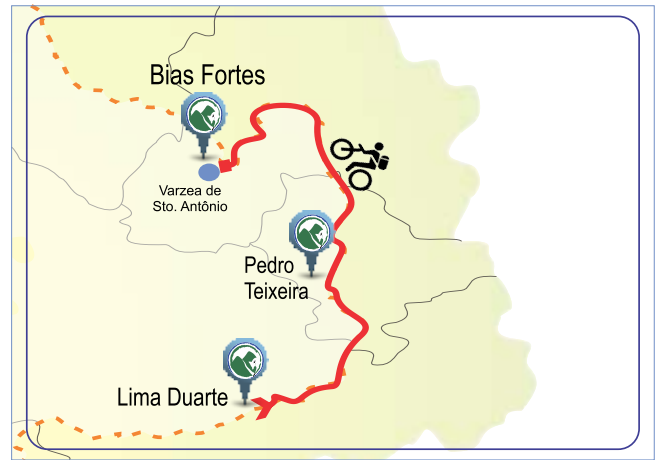 Bias Fortes
Varzea de
Sto. Antônio
Pedro
Teixeira
Lima Duarte